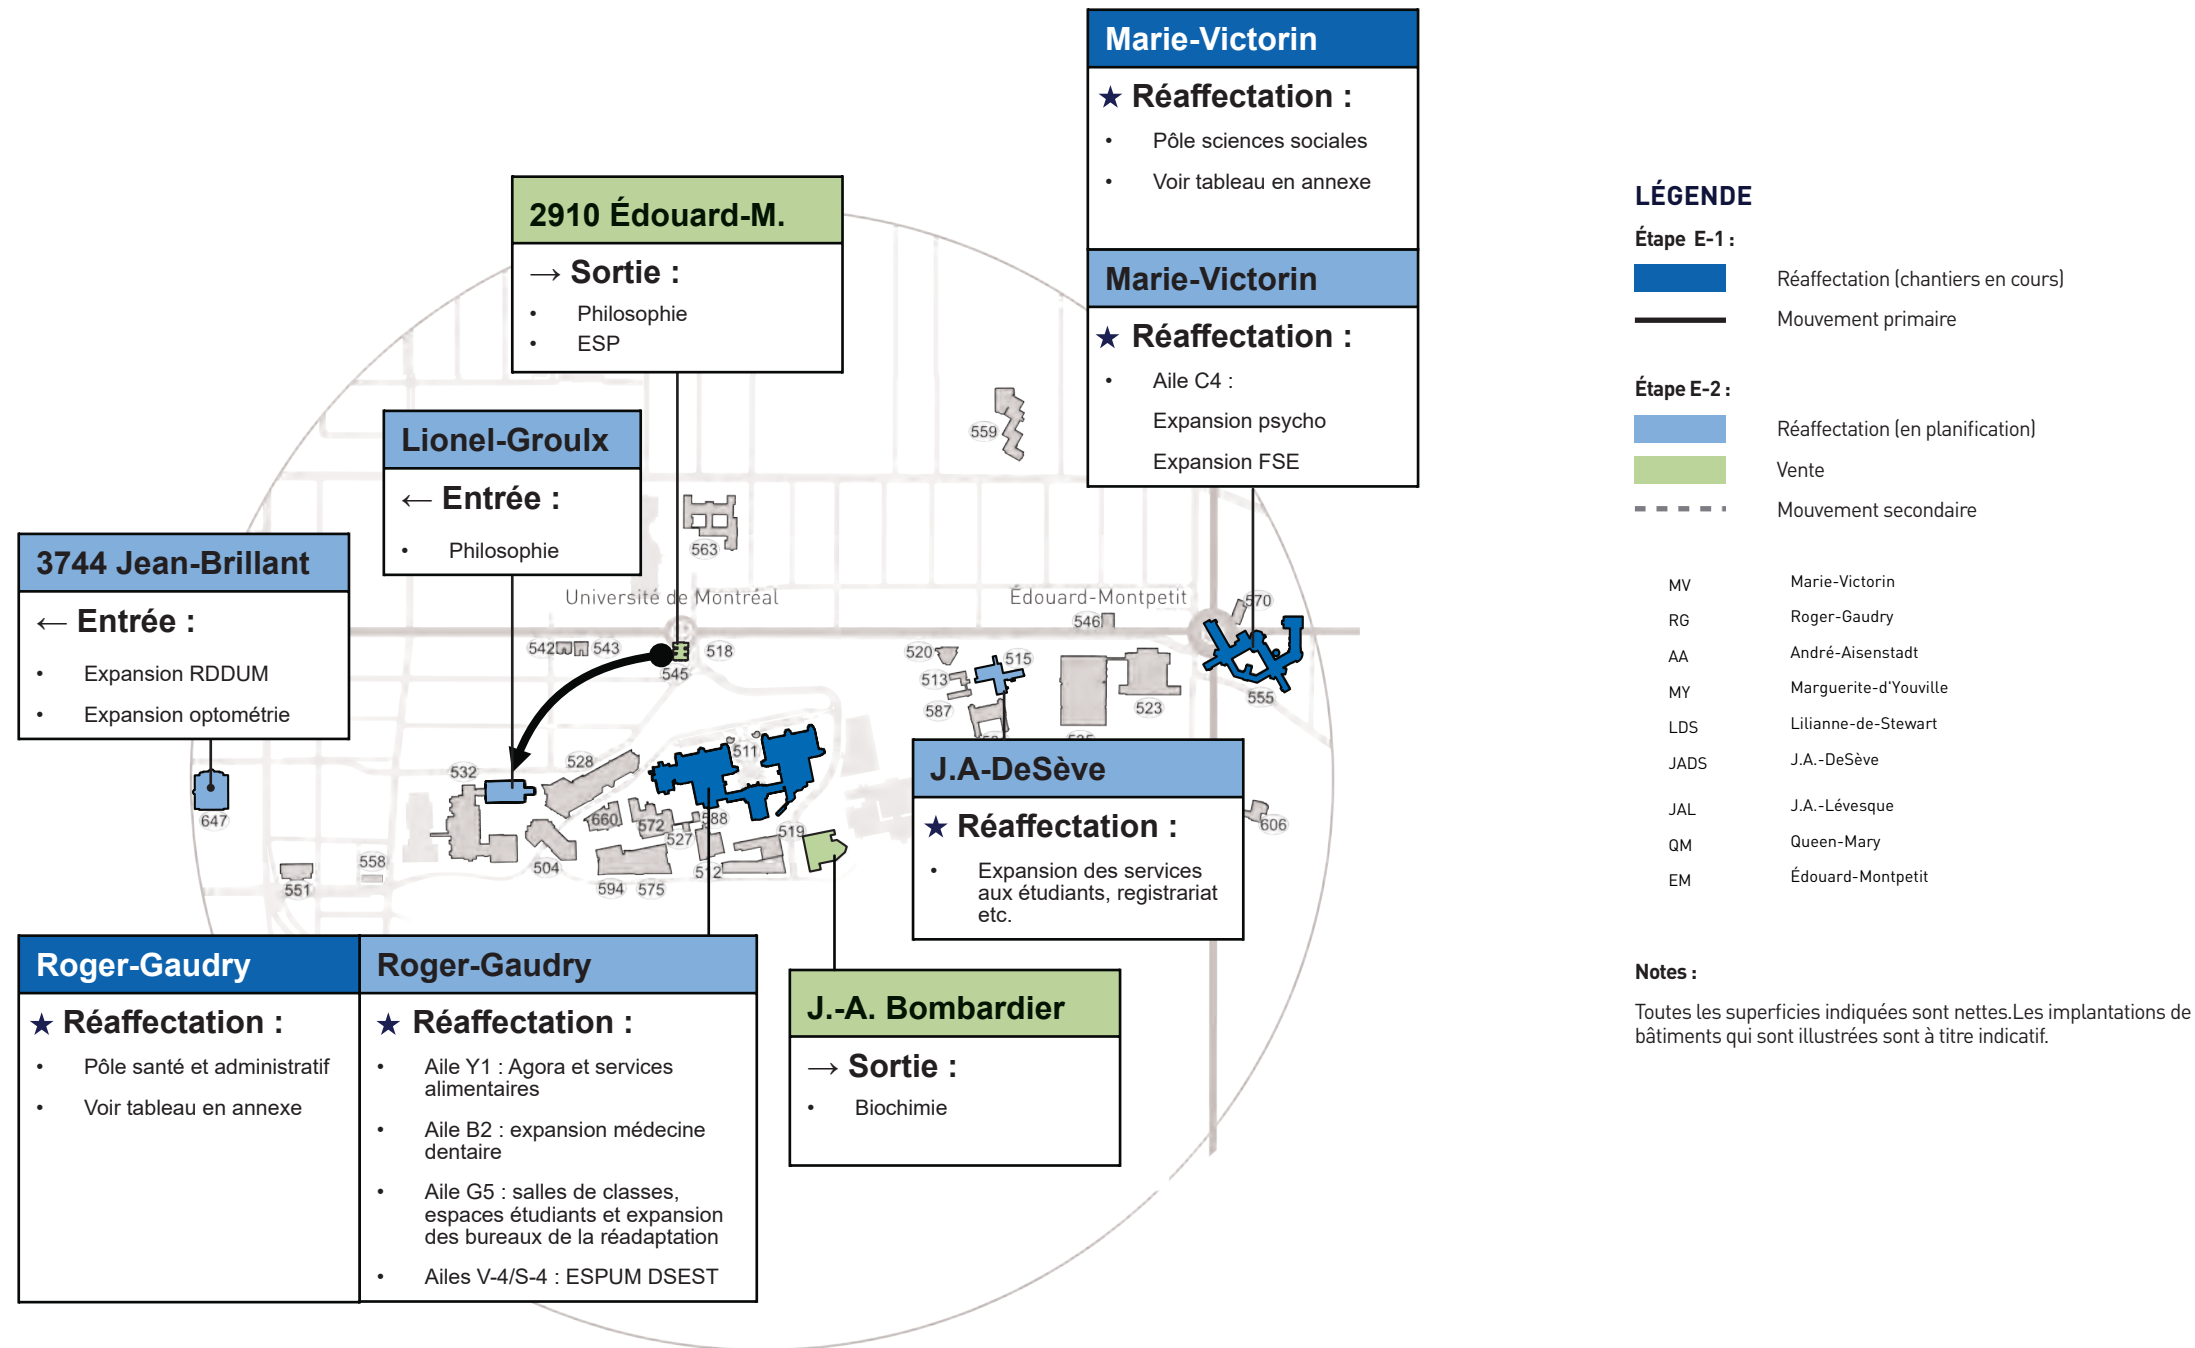 Marie-Victorin
★ Réaffectation :
• Pôle sciences sociales
• Voir tableau en annexe
Marie-Victorin
★ Réaffectation :
• Aile C4 :
Expansion psycho
Expansion FSE
2910 Édouard-M.
→ Sortie :
• Philosophie
• ESP
Lionel-Groulx
← Entrée :
• Philosophie
3744 Jean-Brillant
← Entrée :
• Expansion RDDUM
• Expansion optométrie
559
563
Université de Montréal
Édouard-Montpetit
570
546
542
543
518
545
520
515
513
587
523
555
511
528
532
647
660
572
588
527
519
606
558
551
504
594
575
512
J.A-DeSève
★ Réaffectation :
• Expansion des services
aux étudiants, registrariat
etc.
Roger-Gaudry
★ Réaffectation :
• Pôle santé et administratif
• Voir tableau en annexe
Roger-Gaudry
★ Réaffectation :
• Aile Y1 : Agora et services
alimentaires
• Aile B2 : expansion médecine
dentaire
• Aile G5 : salles de classes,
espaces étudiants et expansion
des bureaux de la réadaptation
• Ailes V-4/S-4 : ESPUM DSEST
J.-A. Bombardier
→ Sortie :
• Biochimie
LÉGENDE
Étape E-1 :
Réaffectation (chantiers en cours)
Mouvement primaire
Étape E-2 :
Réaffectation (en planification)
Vente
Mouvement secondaire
MV Marie-Victorin
RG Roger-Gaudry
AA André-Aisenstadt
MY Marguerite-d'Youville
LDS Lilianne-de-Stewart
JADS J.A.-DeSève
JAL J.A.-Lévesque
QM Queen-Mary
EM Édouard-Montpetit
Notes :
Toutes les superficies indiquées sont nettes.Les implantations de
bâtiments qui sont illustrées sont à titre indicatif.